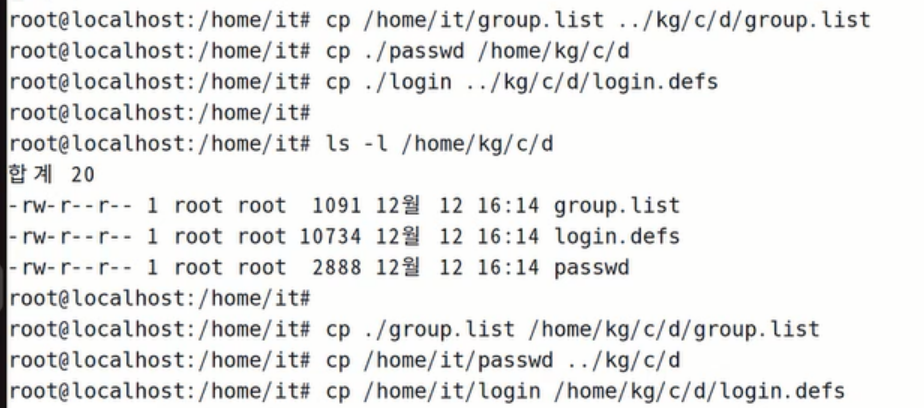 root@localhost:/home/it# cp /home/it/group.list ../kg/c/d/group.list
root@localhost:/home/it# cp ./passwd /home/kg/c/d
root@localhost:/home/it# cp ./login ../kg/c/d/login.defs
root@localhost:/home/it#
root@localhost:/home/it# ls -l /home/kg/c/d
합계 20
-rw-r--r-- 1 root root  1091 12월 12 16:14 group.list
-rw-r--r-- 1 root root 10734 12월 12 16:14 login.defs
-rw-r--r-- 1 root root  2888 12월 12 16:14 passwd
root@localhost:/home/it#
root@localhost:/home/it# cp ./group.list /home/kg/c/d/group.list
root@localhost:/home/it# cp /home/it/passwd ../kg/c/d
root@localhost:/home/it# cp /home/it/login /home/kg/c/d/login.defs